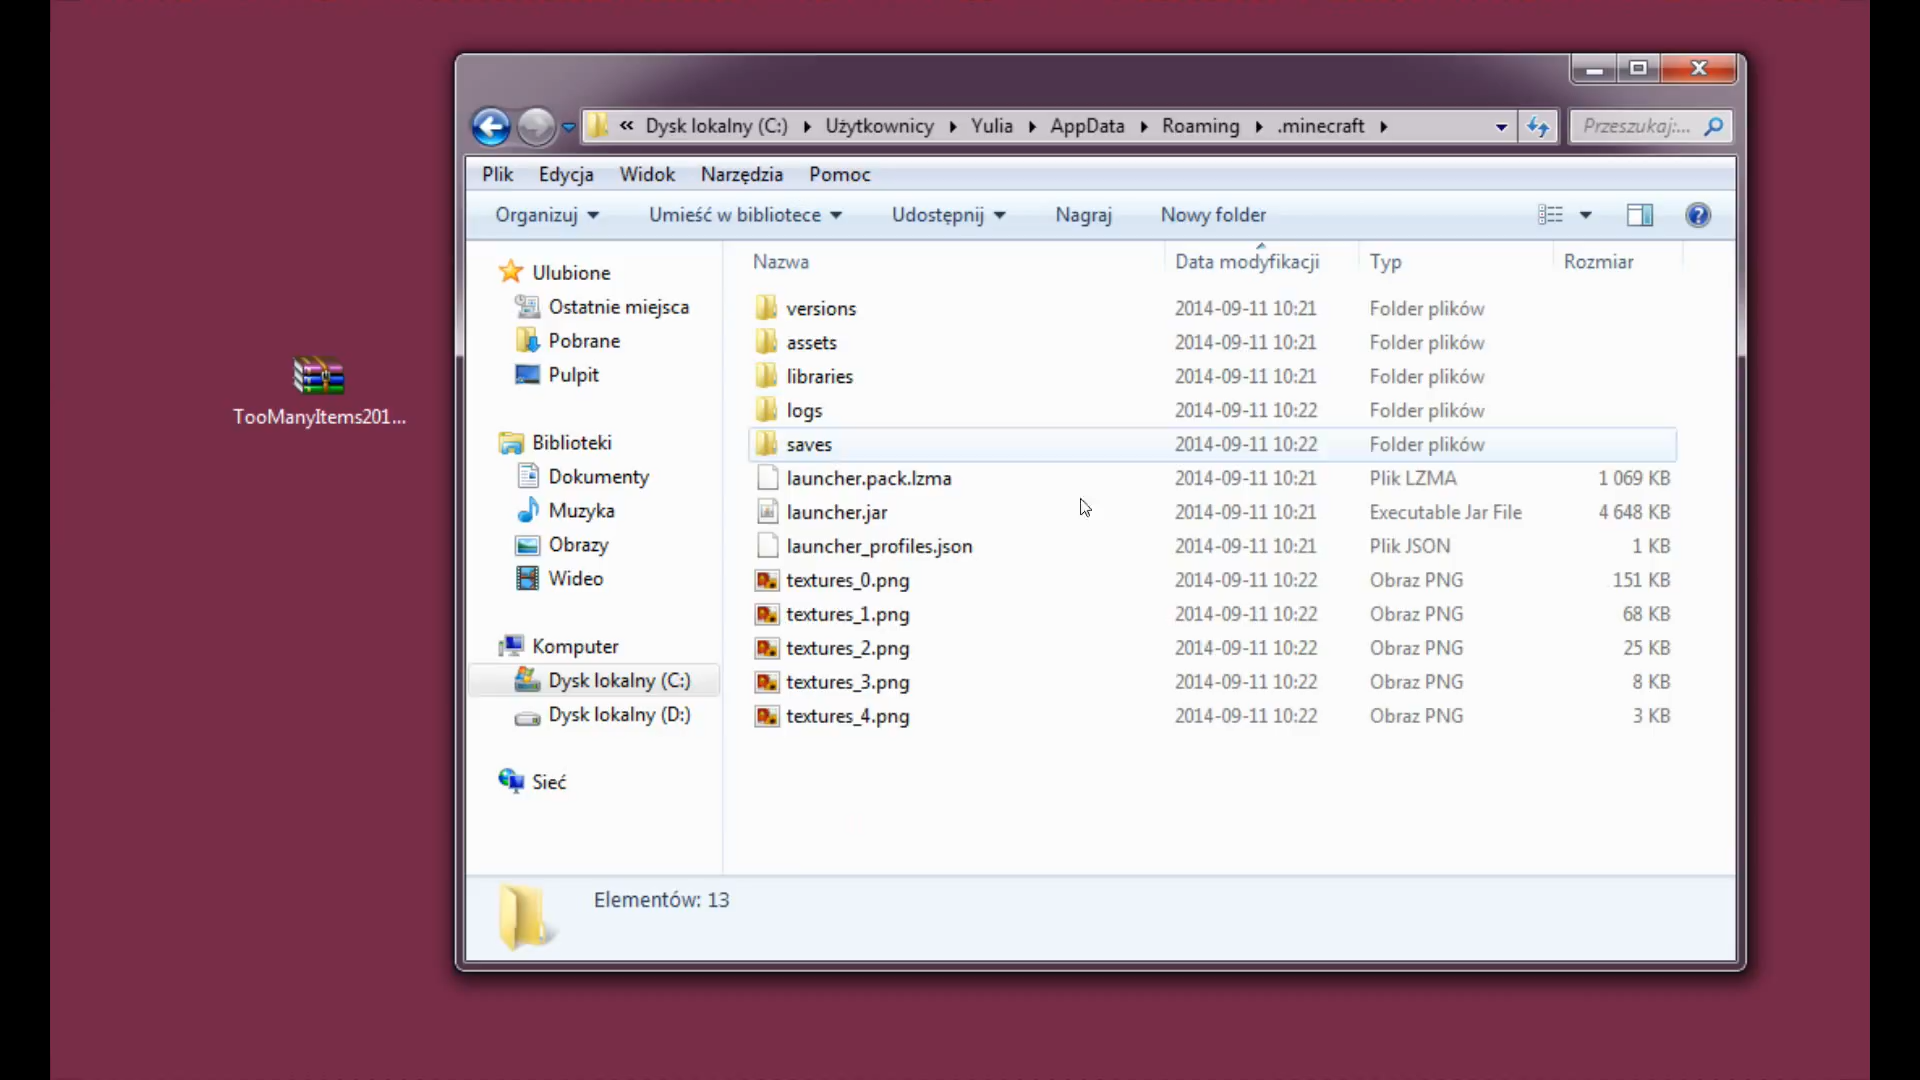 « Dysk lokalny (C:) Użytkownicy Yulia AppData Roaming .minecraft
Przeszukaj:...
Plik Edycja Widok Narzędzia Pomoc
Organizuj Umieść w bibliotece Udostępnij Nagraj Nowy folder
Nazwa Data modyfikacji Typ Rozmiar
Ulubione
Ostatnie miejsca
Pobrane
Pulpit
Biblioteki
Dokumenty
Muzyka
Obrazy
Wideo
Komputer
Dysk lokalny (C:)
Dysk lokalny (D:)
Sieć
versions 2014-09-11 10:21 Folder plików
assets 2014-09-11 10:21 Folder plików
libraries 2014-09-11 10:21 Folder plików
logs 2014-09-11 10:22 Folder plików
saves 2014-09-11 10:22 Folder plików
launcher.pack.lzma 2014-09-11 10:21 Plik LZMA 1 069 KB
launcher.jar 2014-09-11 10:21 Executable Jar File 4 648 KB
launcher_profiles.json 2014-09-11 10:21 Plik JSON 1 KB
textures_0.png 2014-09-11 10:22 Obraz PNG 151 KB
textures_1.png 2014-09-11 10:22 Obraz PNG 68 KB
textures_2.png 2014-09-11 10:22 Obraz PNG 25 KB
textures_3.png 2014-09-11 10:22 Obraz PNG 8 KB
textures_4.png 2014-09-11 10:22 Obraz PNG 3 KB
Elementów: 13
TooManyItems201...